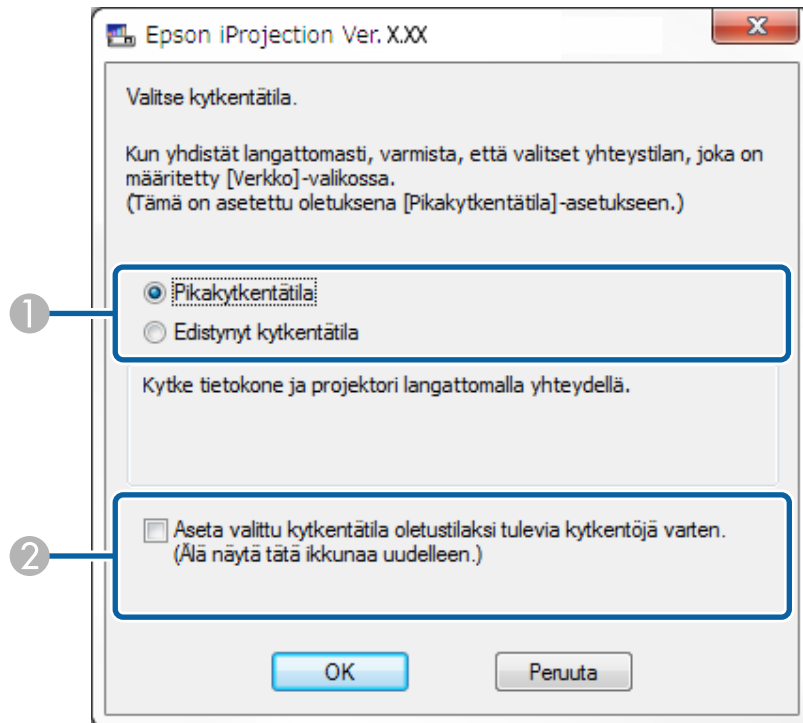 Epson iProjection Ver. X.XX
Valitse kytkentätila.
Kun yhdistät langattomasti, varmista, että valitset yhteystilan, joka on
määritetty [Verkko]-valikossa.
(Tämä on asetettu oletuksena [Pikakytkentätila]-asetukseen.)
1
Pikakytkentätila
Edistynyt kytkentätila
Kytke tietokone ja projektori langattomalla yhteydellä.
2
Aseta valittu kytkentätila oletustilaksi tulevia kytkentöjä varten.
(Älä näytä tätä ikkunaa uudelleen.)
OK
Peruuta